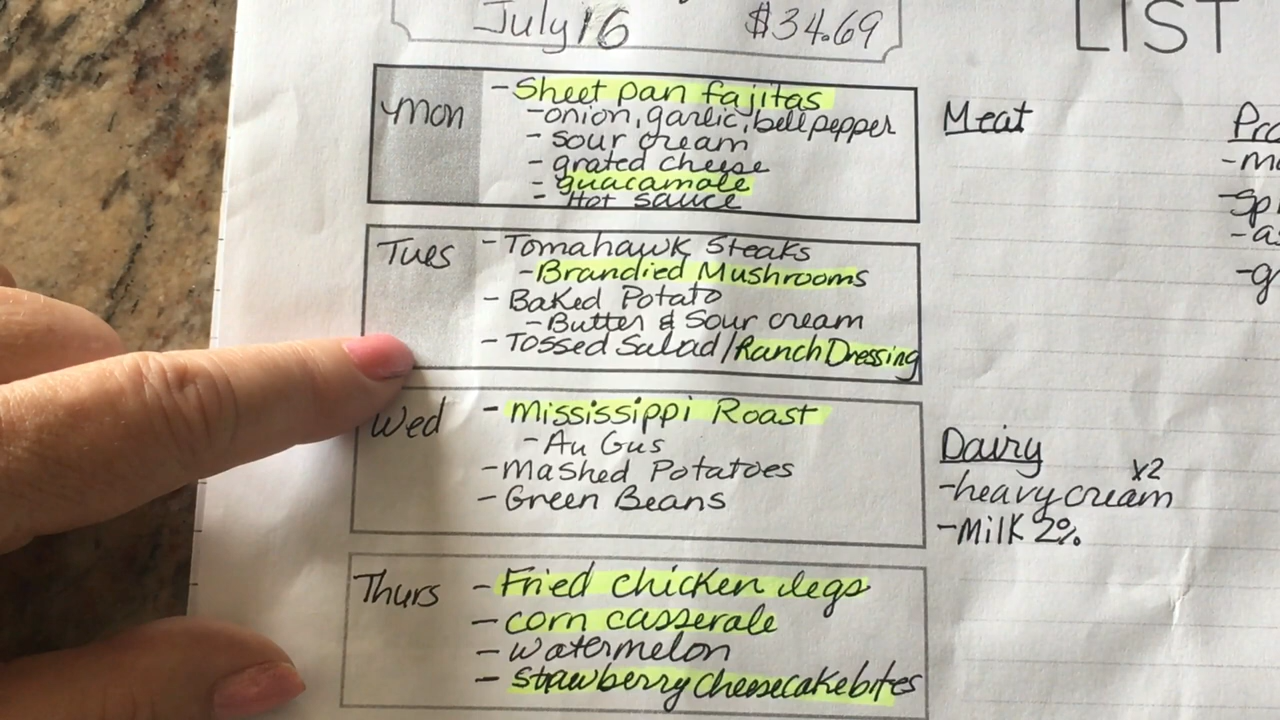 July 16 $34.69
LIST
Mon
- Sheet pan fajitas
- onion, garlic, bell pepper
- sour cream
- grated cheese
- guacamole
- Hot sauce
Tues
- Tomahawk Steaks
- Brandied Mushrooms
- Baked Potato
- Butter & Sour cream
- Tossed Salad/Ranch Dressing
Wed
- Mississippi Roast
- Au Gus
- Mashed Potatoes
- Green Beans
Thurs
- Fried chicken legs
- corn casserale
- watermelon
- Stawberry Cheesecake bites
Meat
Dairy
- heavy cream x2
- Milk 2%